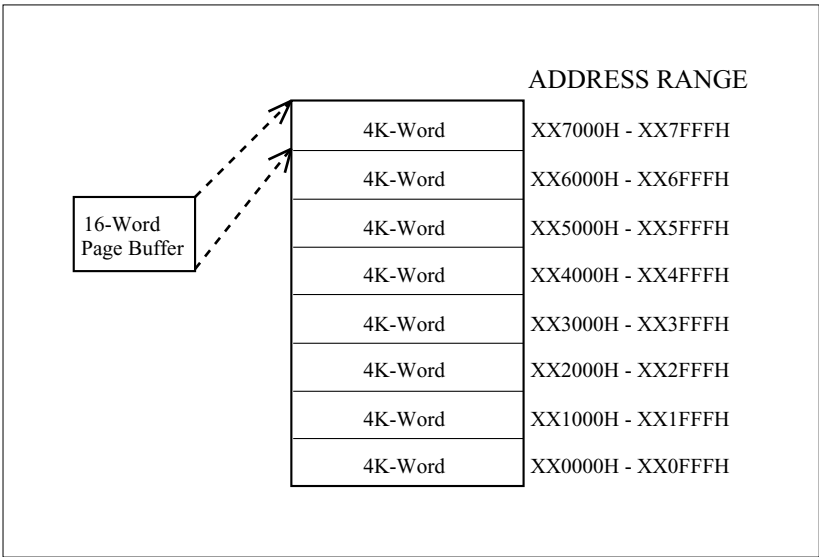 ADDRESS RANGE
4K-Word XX7000H - XX7FFFH
4K-Word XX6000H - XX6FFFH
16-Word
Page Buffer
4K-Word XX5000H - XX5FFFH
4K-Word XX4000H - XX4FFFH
4K-Word XX3000H - XX3FFFH
4K-Word XX2000H - XX2FFFH
4K-Word XX1000H - XX1FFFH
4K-Word XX0000H - XX0FFFH